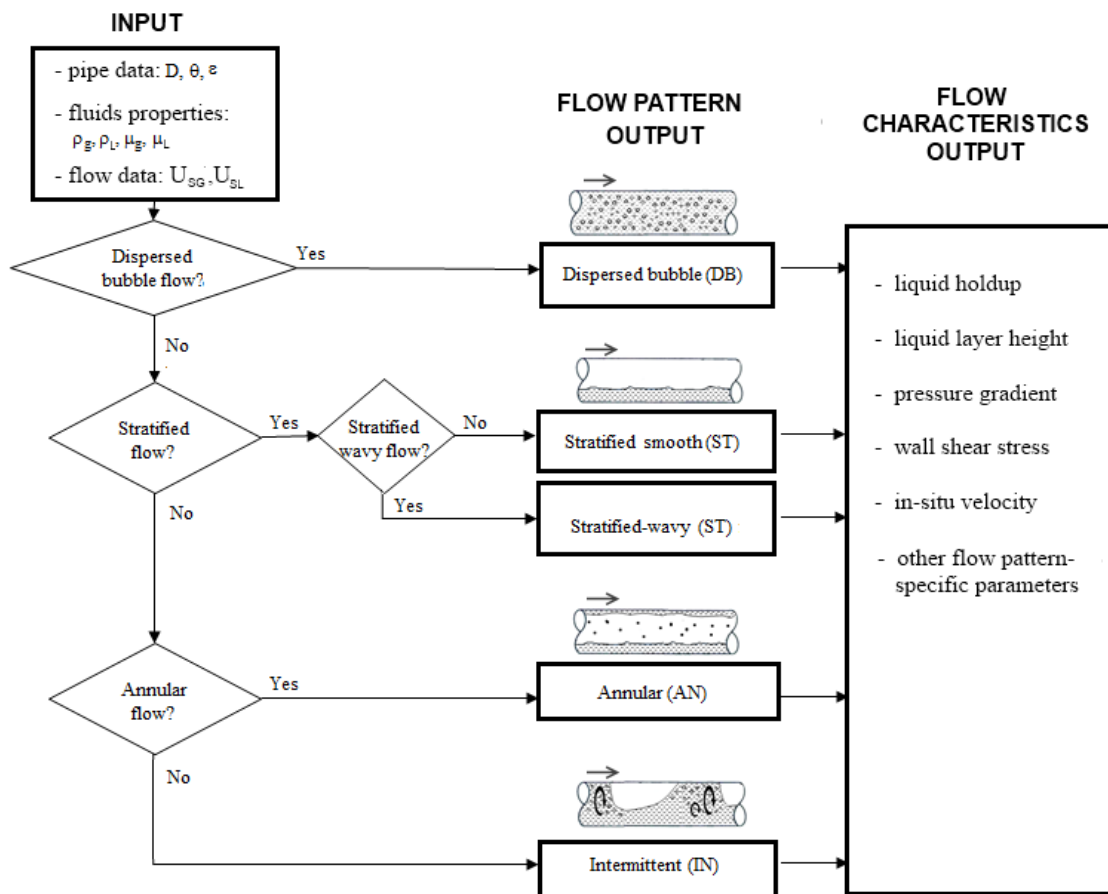 INPUT
- pipe data: D, θ, ε
- fluids properties:
ρg, ρL, μg, μL
- flow data: USG, USL
FLOW PATTERN
OUTPUT
FLOW
CHARACTERISTICS
OUTPUT
Dispersed
bubble flow?
Yes
Dispersed bubble (DB)
No
Stratified
flow?
Yes
Stratified
wavy flow?
No
Stratified smooth (ST)
Yes
Stratified-wavy (ST)
No
Annular
flow?
Yes
Annular (AN)
No
Intermittent (IN)
- liquid holdup
- liquid layer height
- pressure gradient
- wall shear stress
- in-situ velocity
- other flow pattern-
specific parameters